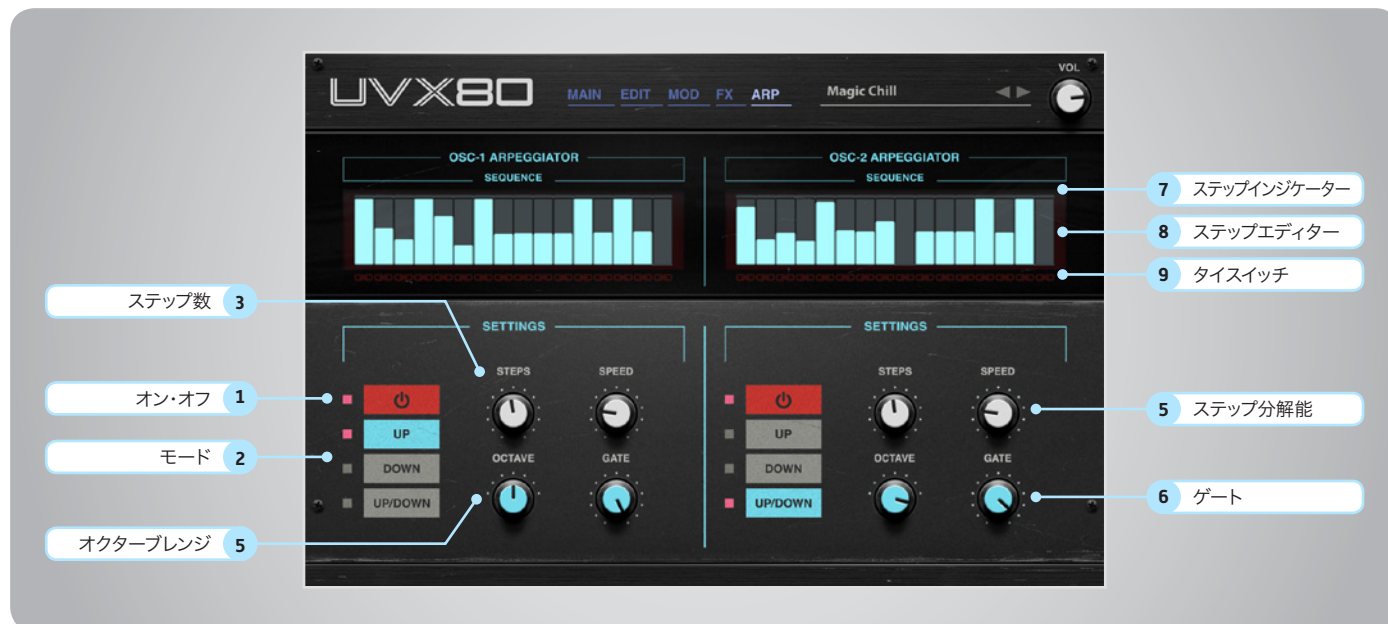 UVX80
MAIN EDIT MOD FX ARP
Magic Chill
VOL
OSC-1 ARPEGGIATOR
SEQUENCE
OSC-2 ARPEGGIATOR
SEQUENCE
7 ステップインジケーター
8 ステップエディター
9 タイスイッチ
ステップ数 3
オン・オフ 1
モード 2
オクターブレンジ 5
SETTINGS
STEPS SPEED
UP
DOWN
UP/DOWN
OCTAVE GATE
SETTINGS
STEPS SPEED
UP
DOWN
UP/DOWN
OCTAVE GATE
5 ステップ分解能
6 ゲート